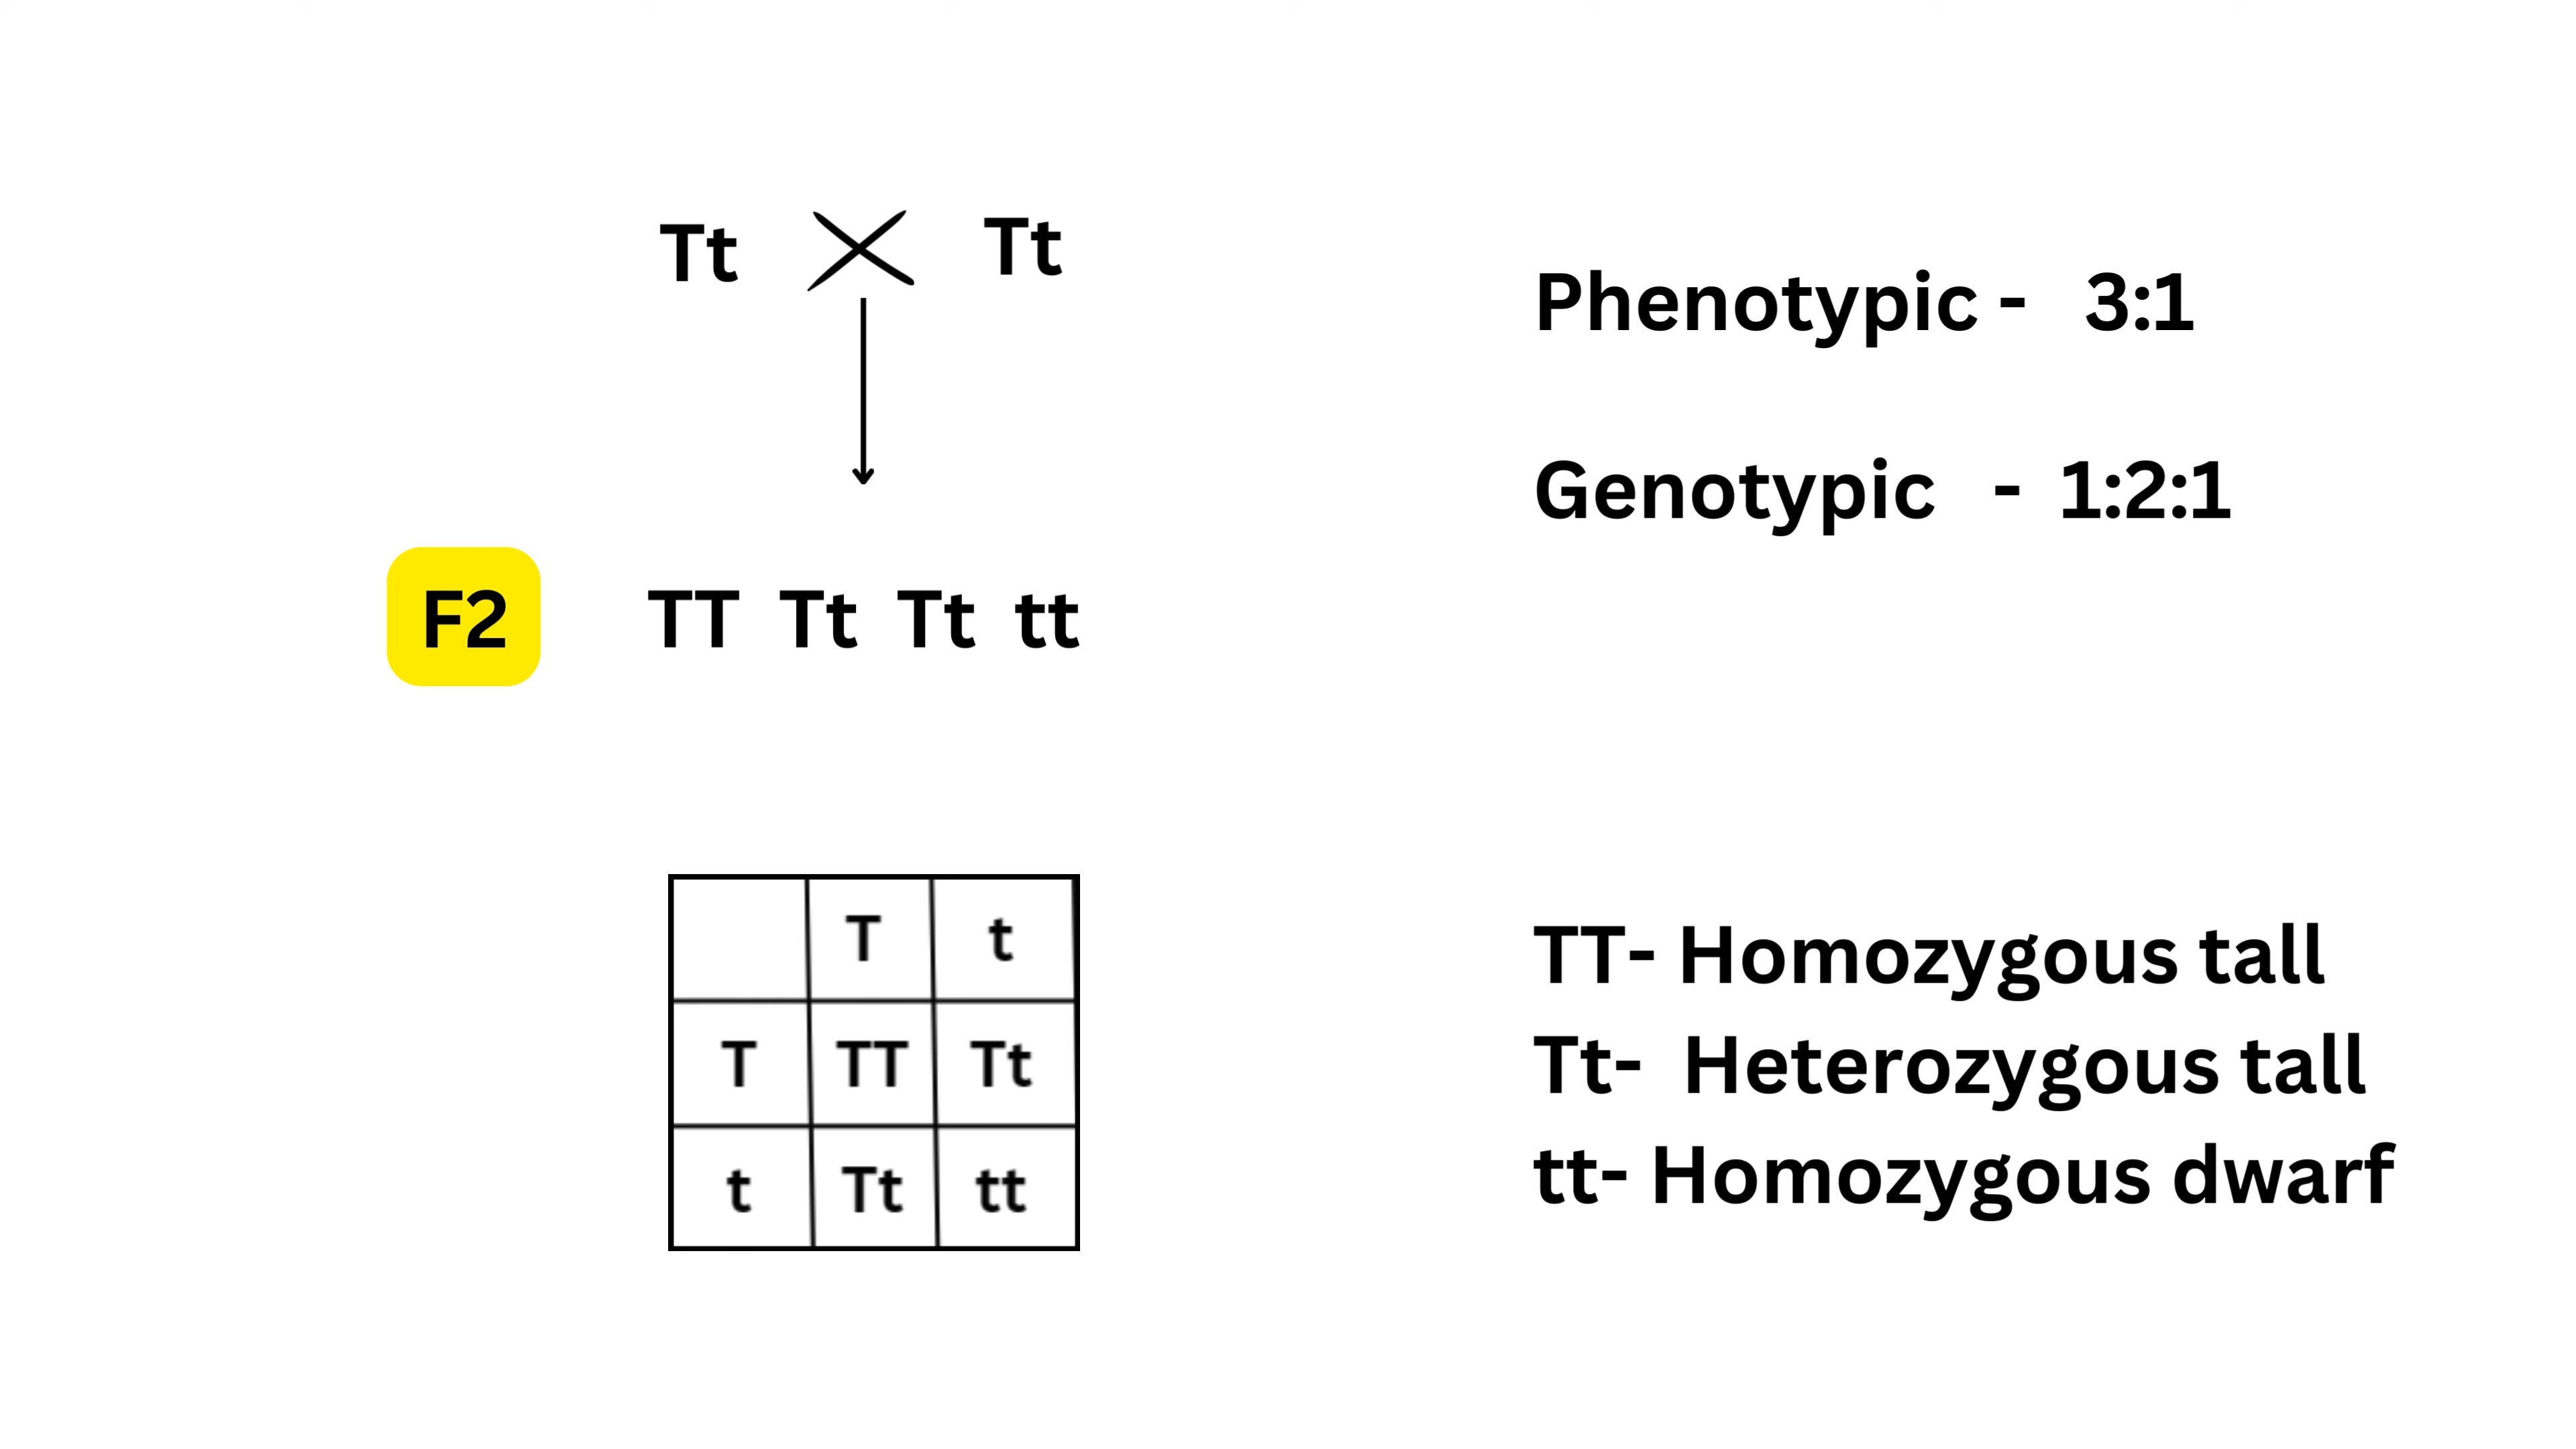 Tt Tt
F2 TT Tt Tt tt
T t
T TT Tt
t Tt tt
Phenotypic - 3:1
Genotypic - 1:2:1
TT- Homozygous tall
Tt- Heterozygous tall
tt- Homozygous dwarf